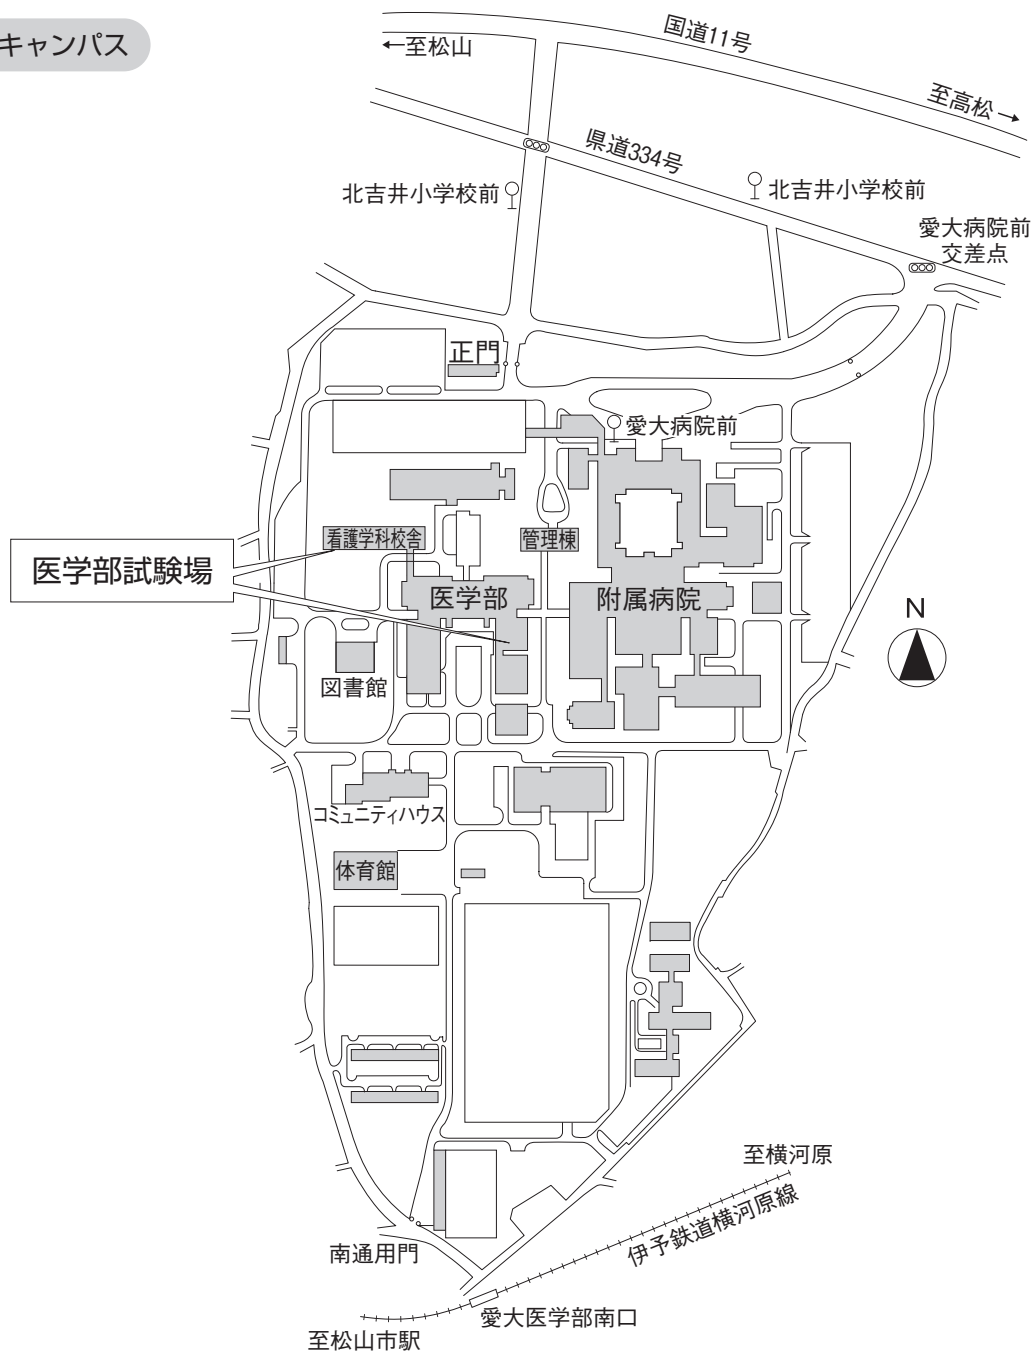 キャンパス
国道11号
←至松山
至高松→
県道334号
北吉井小学校前
北吉井小学校前
愛大病院前
交差点
正門
愛大病院前
看護学科校舎
管理棟
医学部試験場
医学部
附属病院
N
図書館
コミュニティハウス
体育館
至横河原
伊予鉄道横河原線
南通用門
愛大医学部南口
至松山市駅